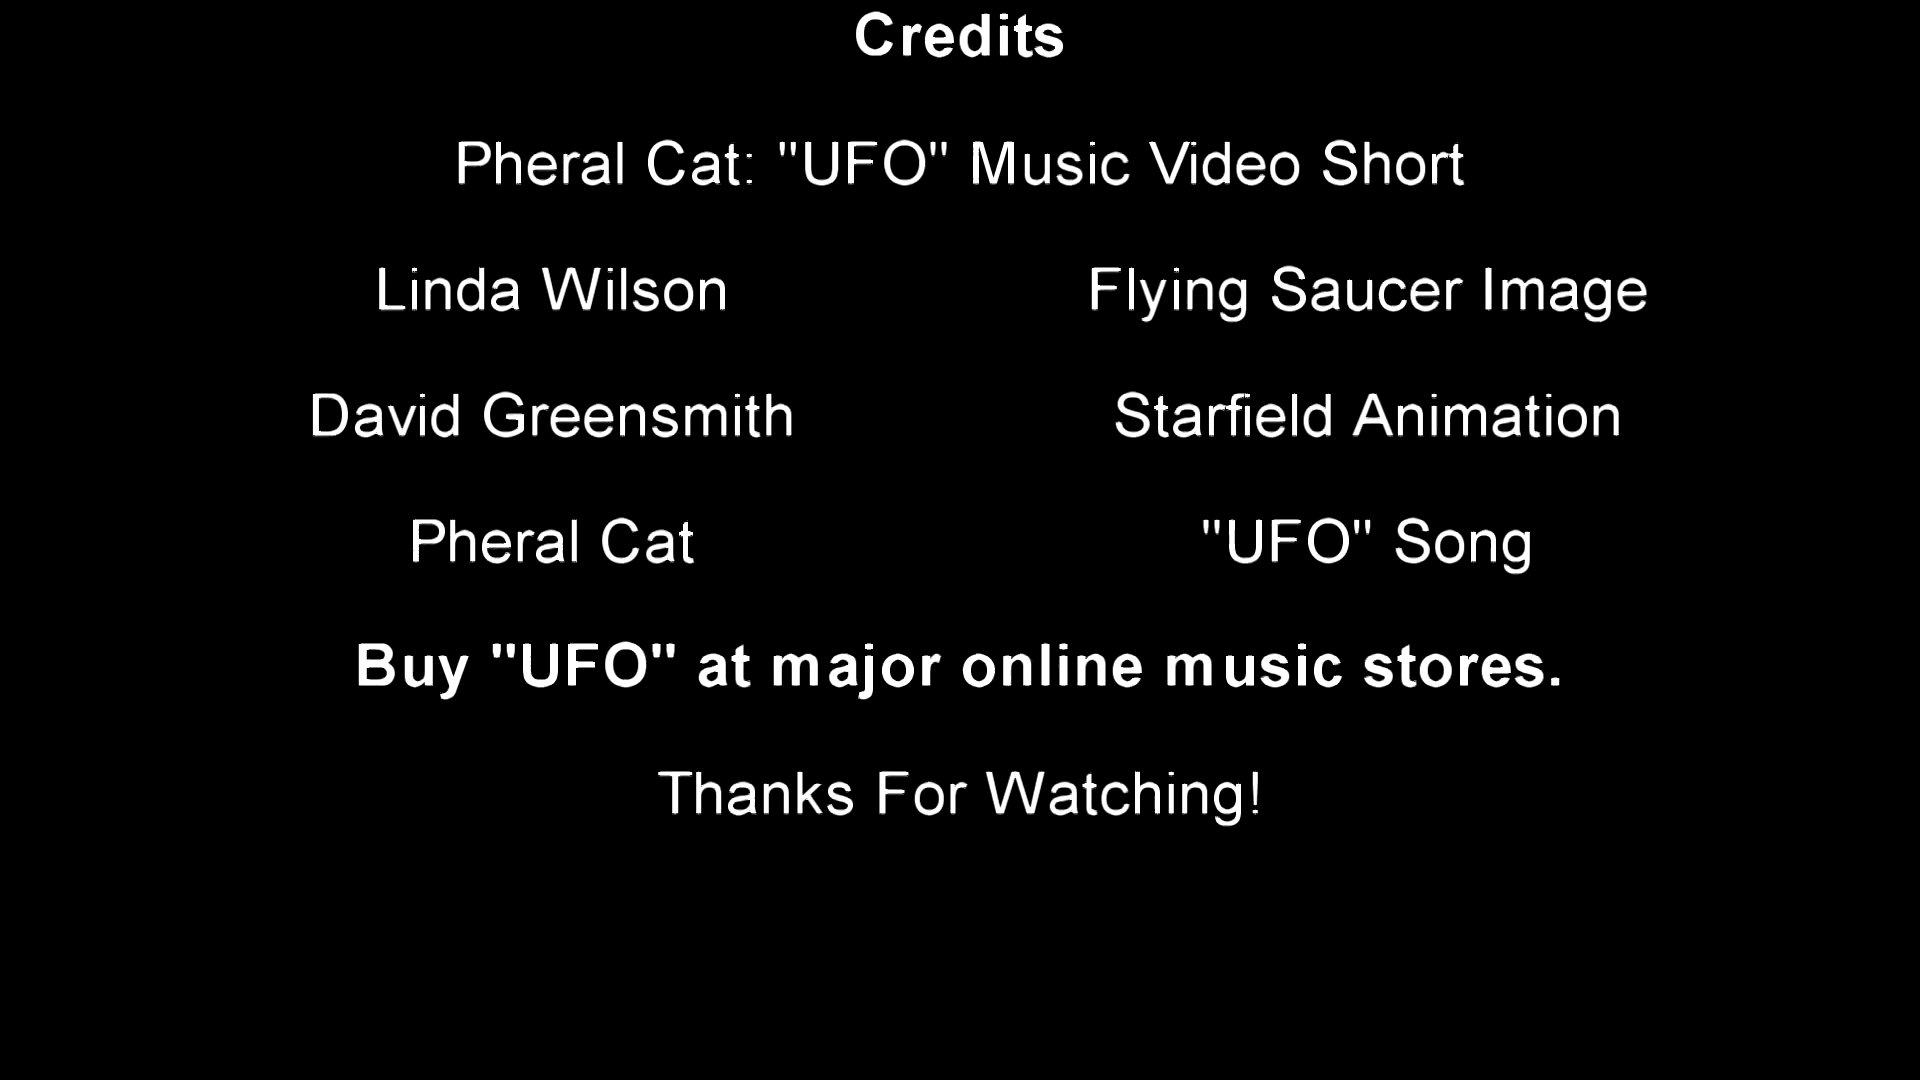 Credits
Pheral Cat: "UFO" Music Video Short
Linda Wilson Flying Saucer Image
David Greensmith Starfield Animation
Pheral Cat "UFO" Song
Buy "UFO" at major online music stores.
Thanks For Watching!